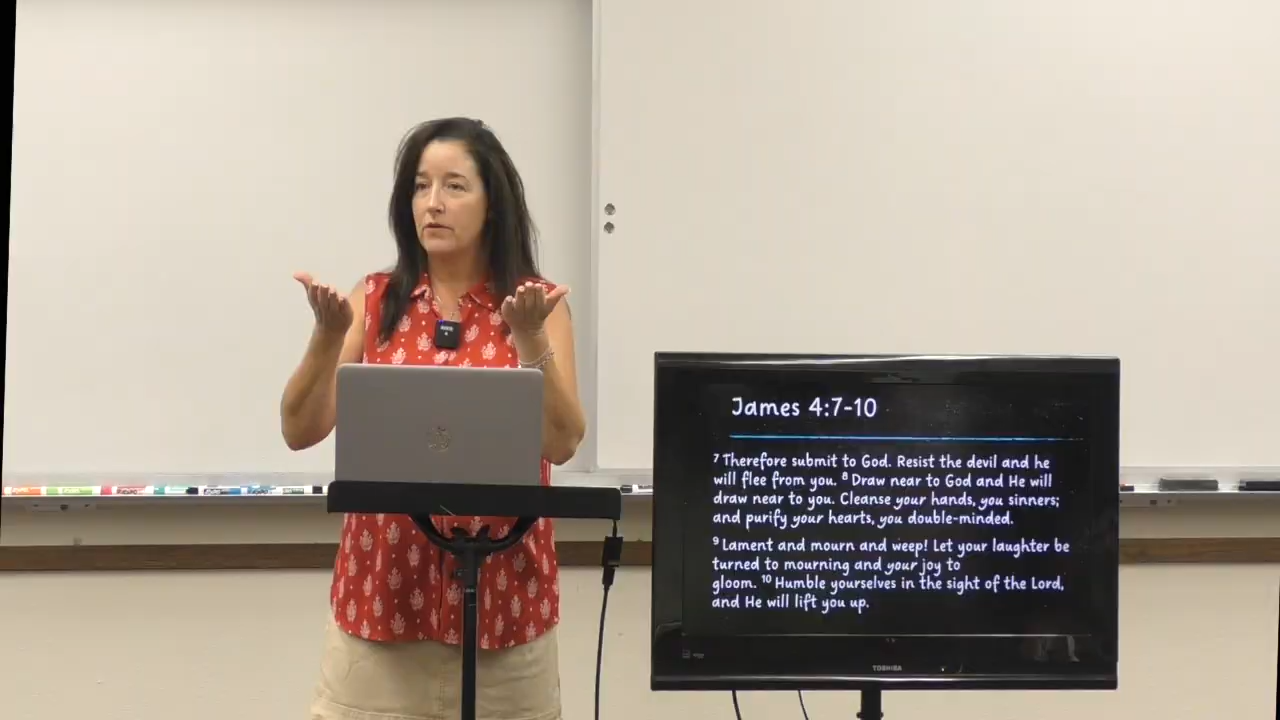 James 4:7-10
7 Therefore submit to God. Resist the devil and he
will flee from you. 8 Draw near to God and He will
draw near to you. Cleanse your hands, you sinners;
and purify your hearts, you double-minded.
9 Lament and mourn and weep! Let your laughter be
turned to mourning and your joy to
gloom. 10 Humble yourselves in the sight of the Lord,
and He will lift you up.
TOSHIBA